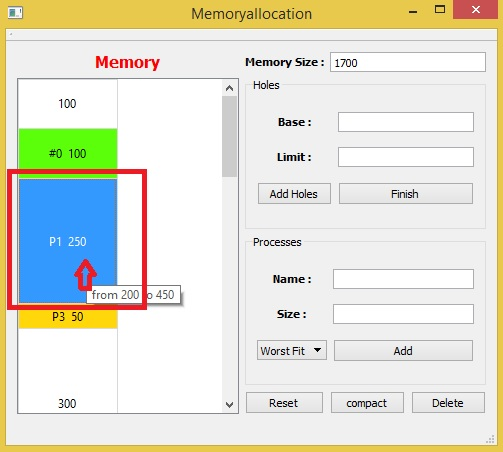 Memoryallocation
Memory
100
#0 100
P1 250
from 200 to 450
P3 50
300
Memory Size :
1700
Holes
Base :
Limit :
Add Holes
Finish
Processes
Name :
Size :
Worst Fit
Add
Reset
compact
Delete